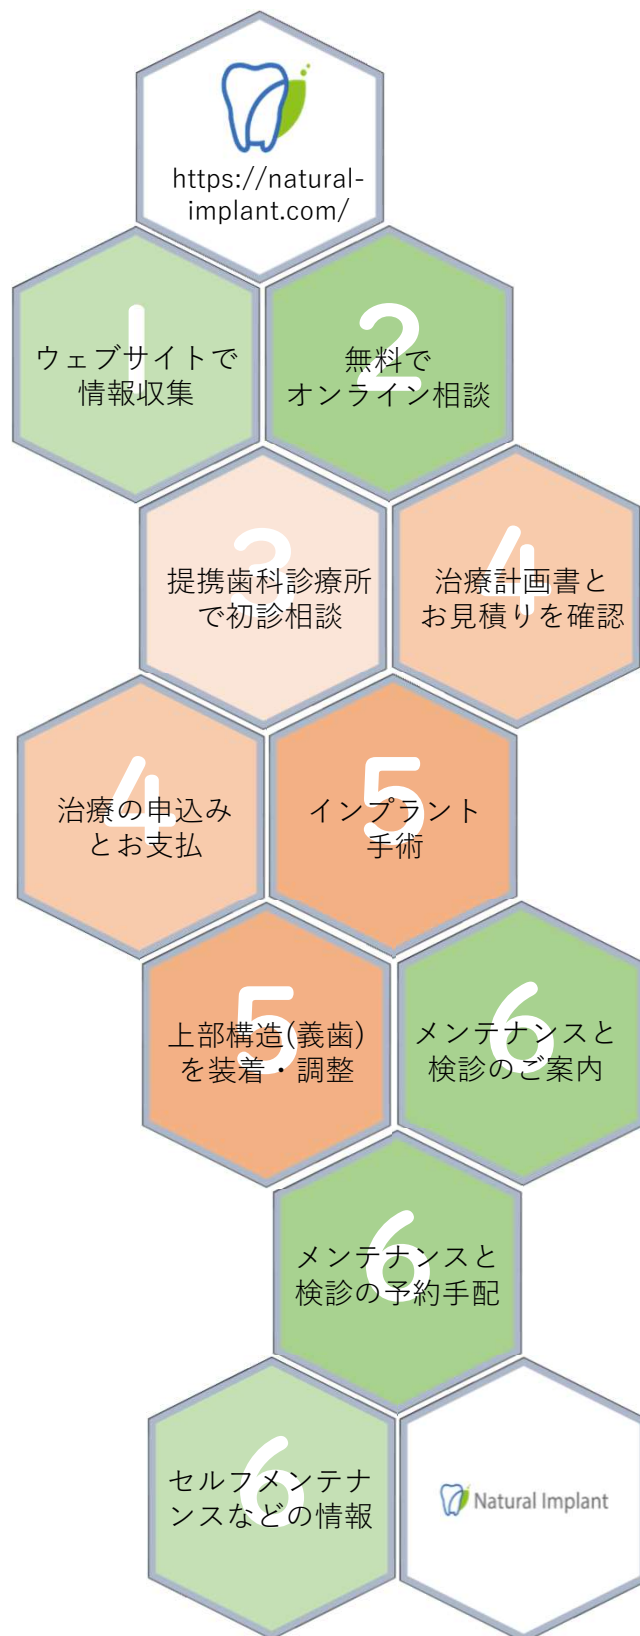 https://natural-
implant.com/
1
ウェブサイトで
情報収集
2
無料で
オンライン相談
3
提携歯科診療所
で初診相談
4
治療計画書と
お見積りを確認
4
治療の申込み
とお支払
5
インプラント
手術
5
上部構造(義歯)
を装着・調整
6
メンテナンスと
検診のご案内
6
メンテナンスと
検診の予約手配
6
セルフメンテナ
ンスなどの情報
Natural Implant